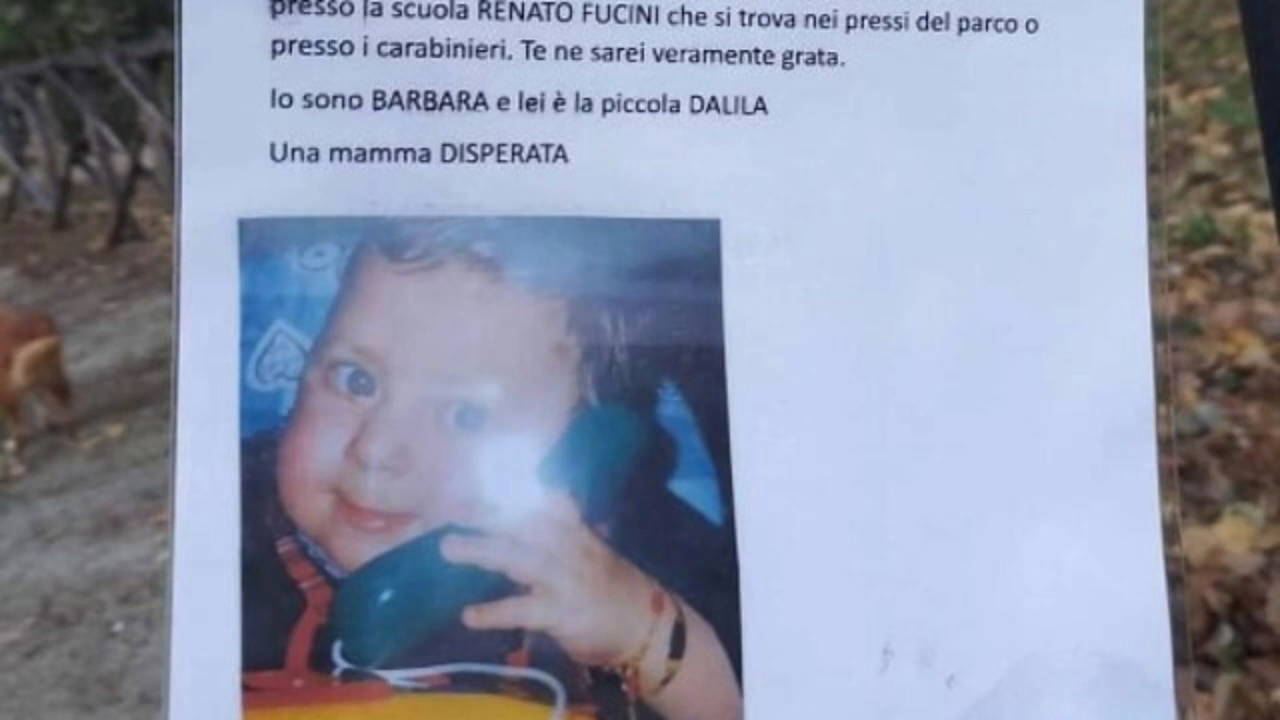 presso la scuola RENATO FUCINI che si trova nei pressi del parco o
presso i carabinieri. Te ne sarei veramente grata.
Io sono BARBARA e lei è la piccola DALILA
Una mamma DISPERATA